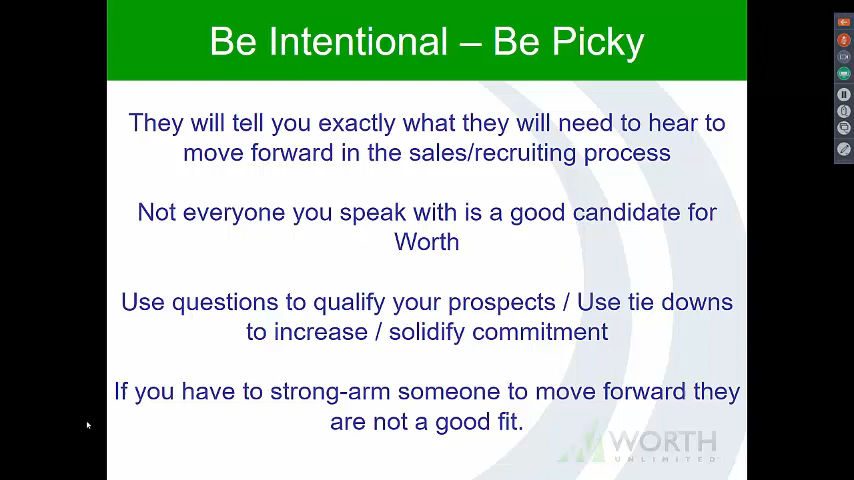 Be Intentional – Be Picky
They will tell you exactly what they will need to hear to
move forward in the sales/recruiting process
Not everyone you speak with is a good candidate for
Worth
Use questions to qualify your prospects / Use tie downs
to increase / solidify commitment
If you have to strong-arm someone to move forward they
are not a good fit.
WORTH
UNLIMITED